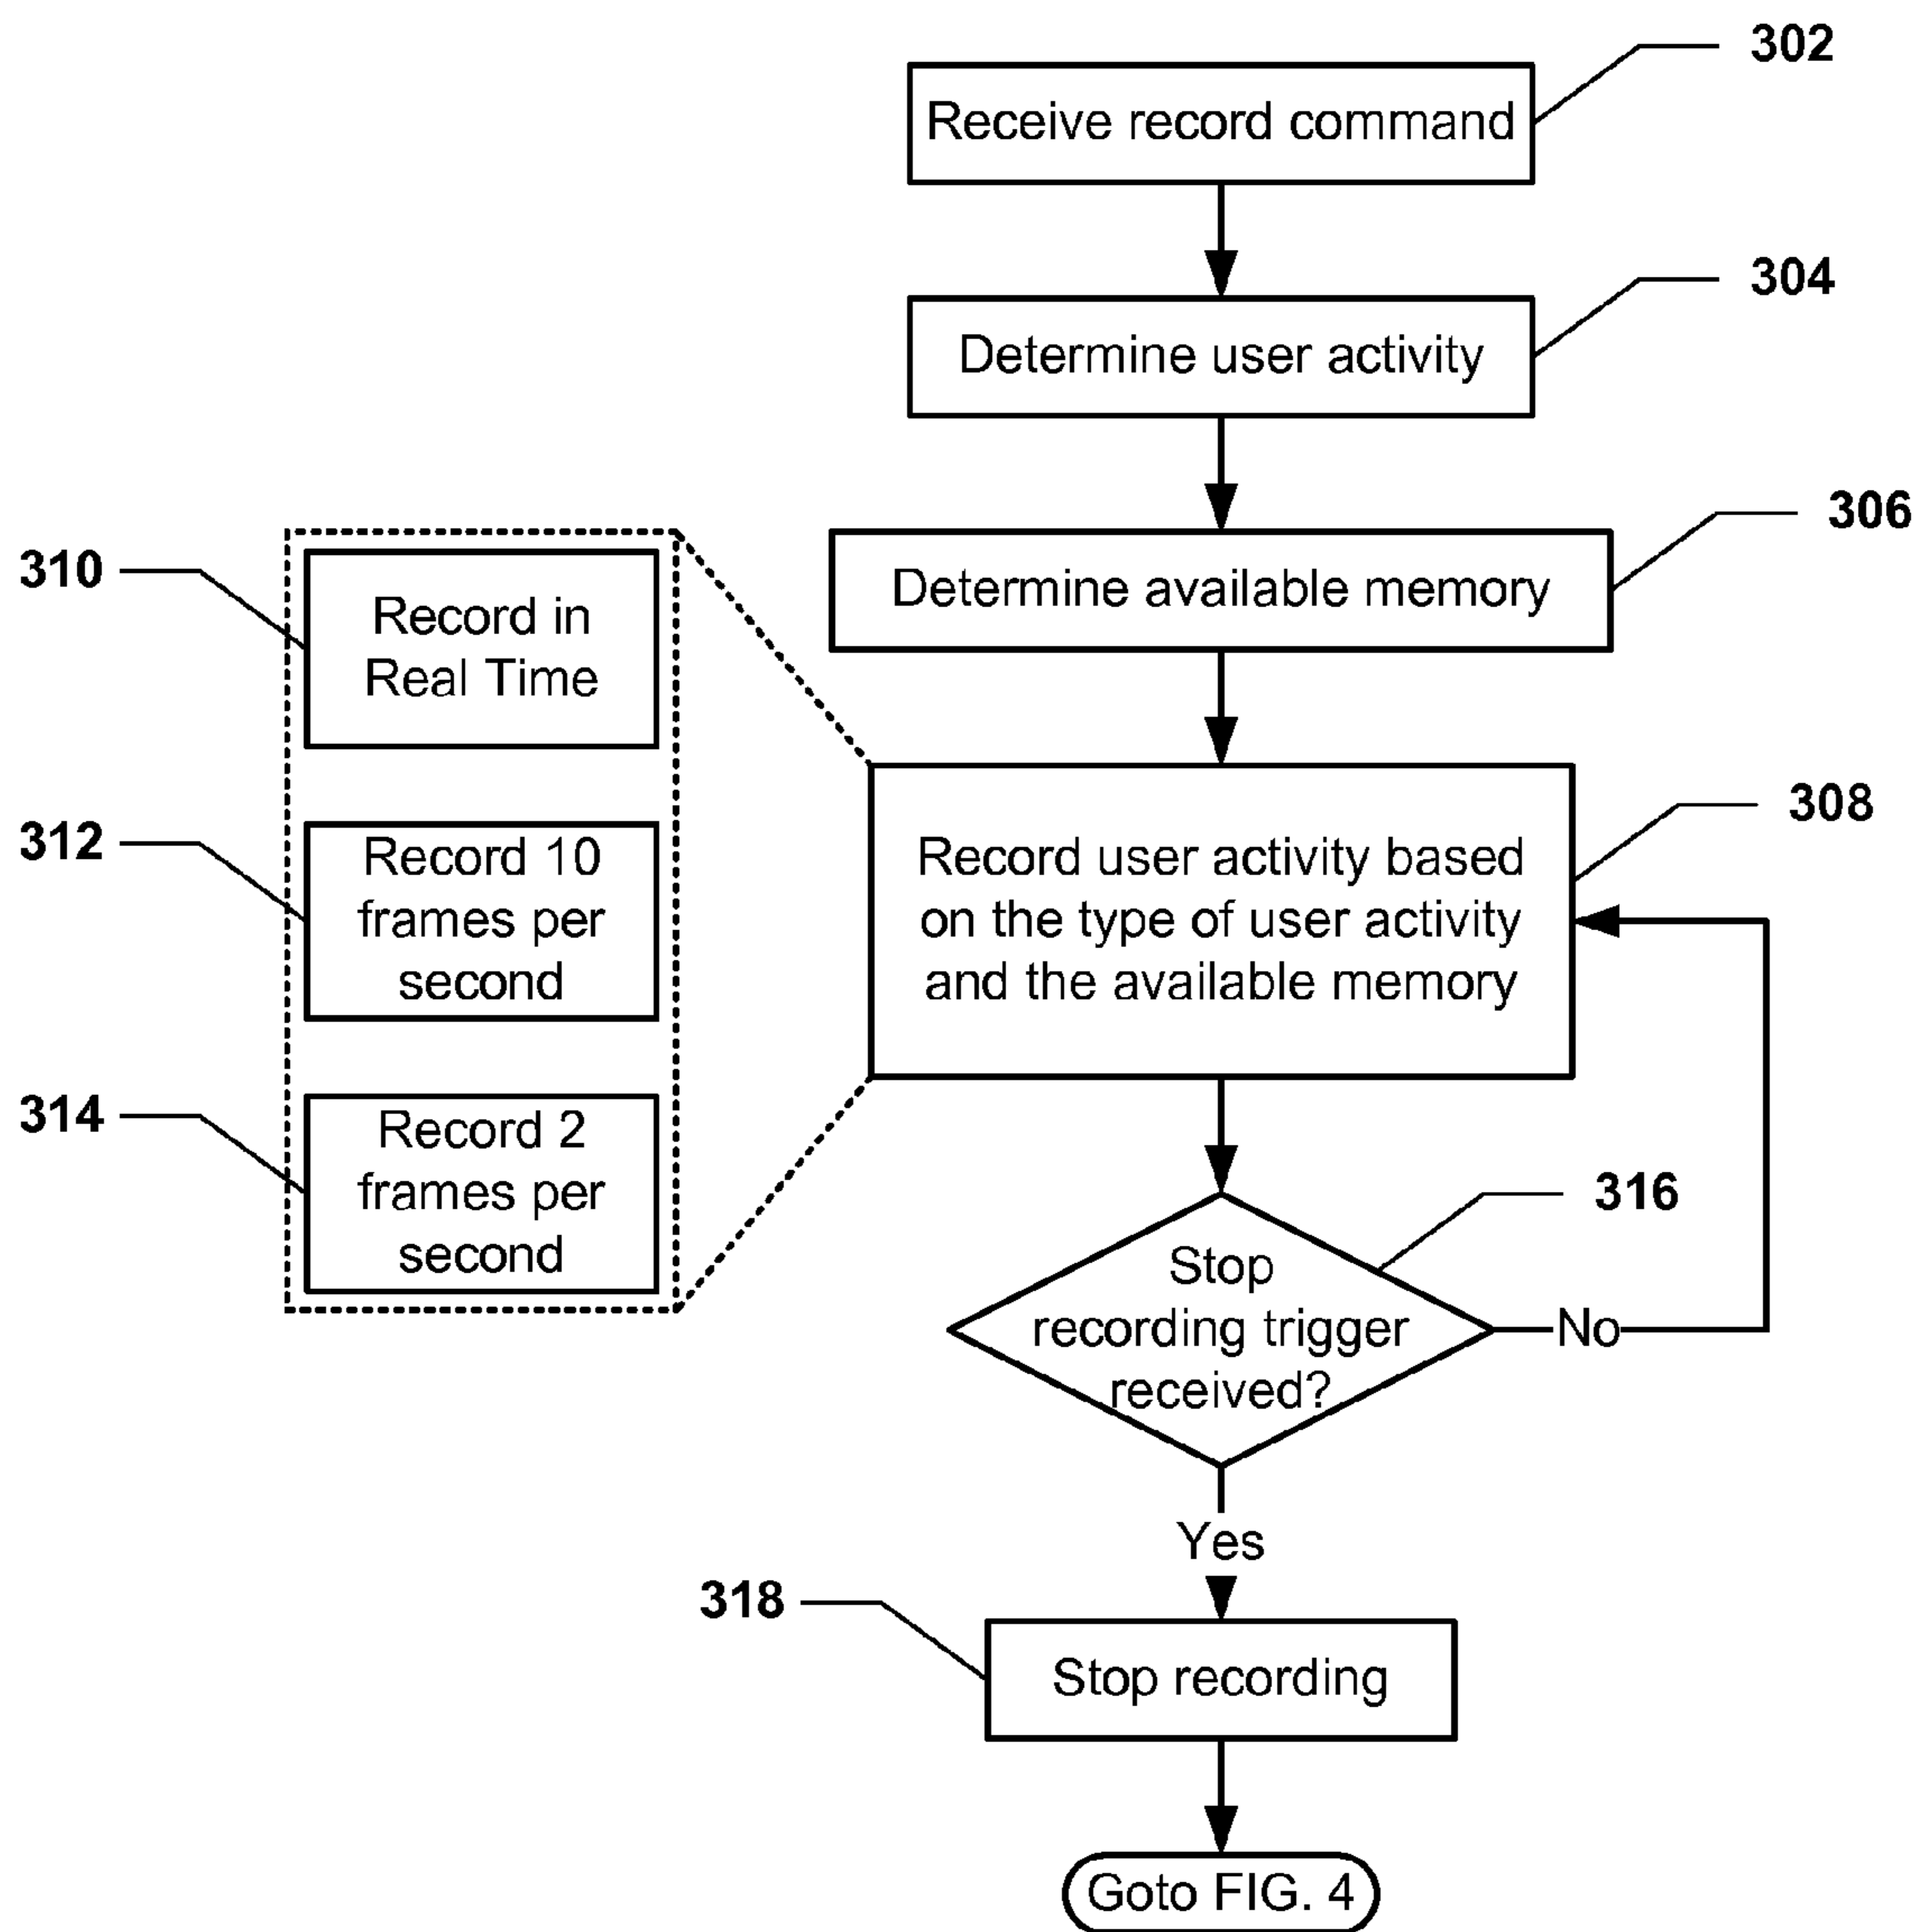 302
Receive record command
304
Determine user activity
306
Determine available memory
310
Record in
Real Time
308
Record user activity based
on the type of user activity
and the available memory
312
Record 10
frames per
second
314
Record 2
frames per
second
316
Stop
recording trigger
received?
No
Yes
318
Stop recording
Goto FIG. 4